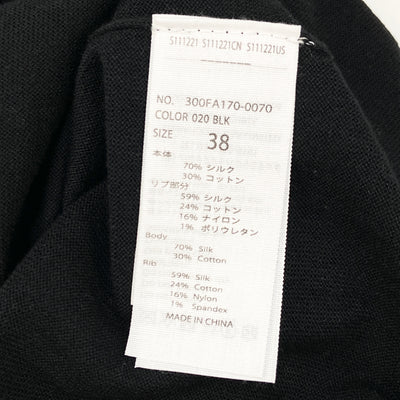 S111221 S111221CN S111221US
NO. 300FA170-0070
COLOR 020 BLK
SIZE 38
本体
70% シルク
30% コットン
リブ部分
59% シルク
24% コットン
16% ナイロン
1% ポリウレタン
Body
70% Silk
30% Cotton
Rib
59% Silk
24% Cotton
16% Nylon
1% Spandex
MADE IN CHINA